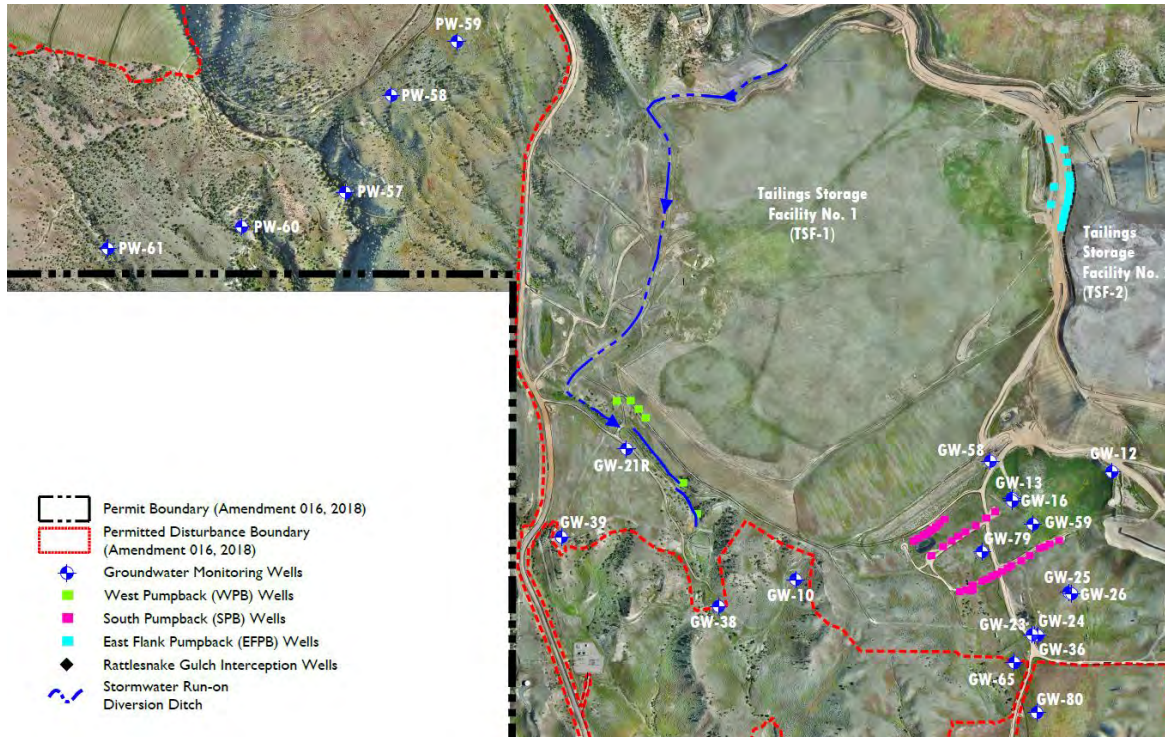 PW-59
PW-58
PW-57
PW-60
PW-61
Tailings Storage
Facility No. 1
(TSF-1)
Tailings
Storage
Facility No.
(TSF-2)
GW-21R
GW-58
GW-12
GW-13
GW-16
GW-59
GW-39
GW-79
GW-10
GW-38
GW-25
GW-26
GW-23
GW-24
GW-36
GW-65
GW-80
Permit Boundary (Amendment 016, 2018)
Permitted Disturbance Boundary
(Amendment 016, 2018)
Groundwater Monitoring Wells
West Pumpback (WPB) Wells
South Pumpback (SPB) Wells
East Flank Pumpback (EFPB) Wells
Rattlesnake Gulch Interception Wells
Stormwater Run-on
Diversion Ditch